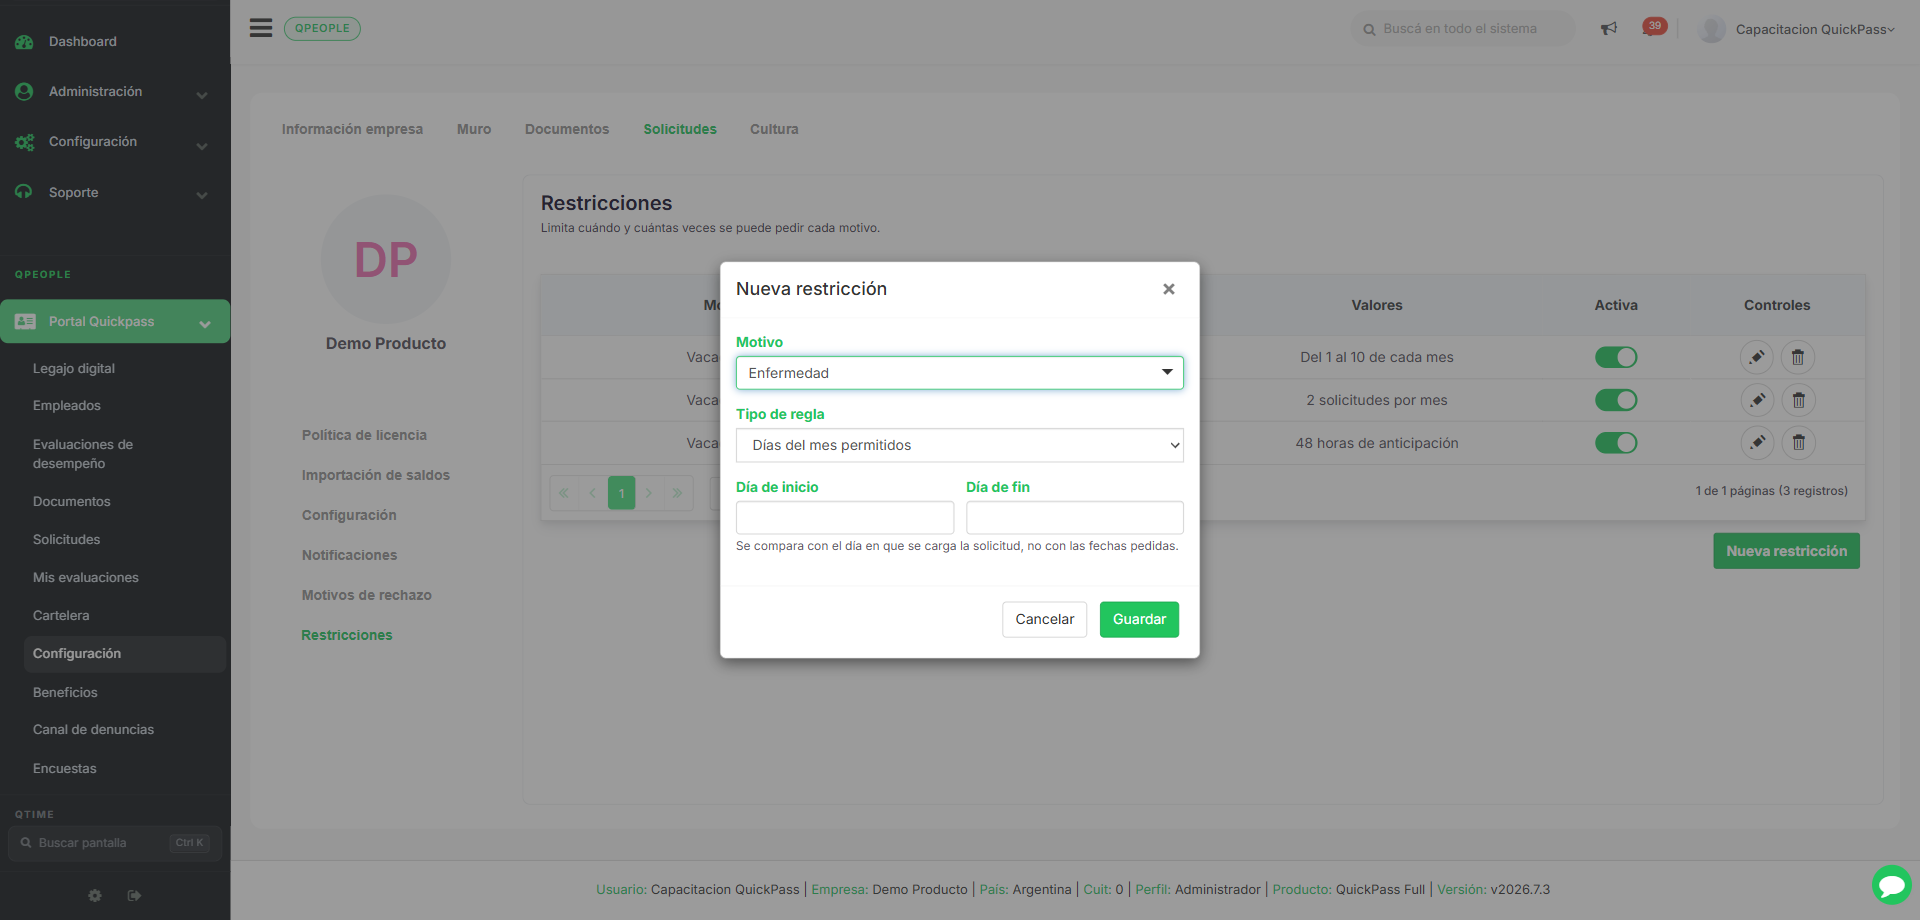 Dashboard
Administración
Configuración
Soporte
QPEOPLE
Portal Quickpass
Legajo digital
Empleados
Evaluaciones de
desempeño
Documentos
Solicitudes
Mis evaluaciones
Cartelera
Configuración
Beneficios
Canal de denuncias
Encuestas
QTIME
Buscar pantalla Ctrl K
QPEOPLE
Buscá en todo el sistema
39
Capacitacion QuickPass
Información empresa Muro Documentos Solicitudes Cultura
DP
Demo Producto
Política de licencia
Importación de saldos
Configuración
Notificaciones
Motivos de rechazo
Restricciones
Restricciones
Limita cuándo y cuántas veces se puede pedir cada motivo.
Valores Activa Controles
Del 1 al 10 de cada mes
2 solicitudes por mes
48 horas de anticipación
1
1 de 1 páginas (3 registros)
Nueva restricción
Nueva restricción
Motivo
Enfermedad
Tipo de regla
Días del mes permitidos
Día de inicio Día de fin
Se compara con el día en que se carga la solicitud, no con las fechas pedidas.
Cancelar Guardar
Usuario: Capacitacion QuickPass | Empresa: Demo Producto | País: Argentina | Cuit: 0 | Perfil: Administrador | Producto: QuickPass Full | Versión: v2026.7.3